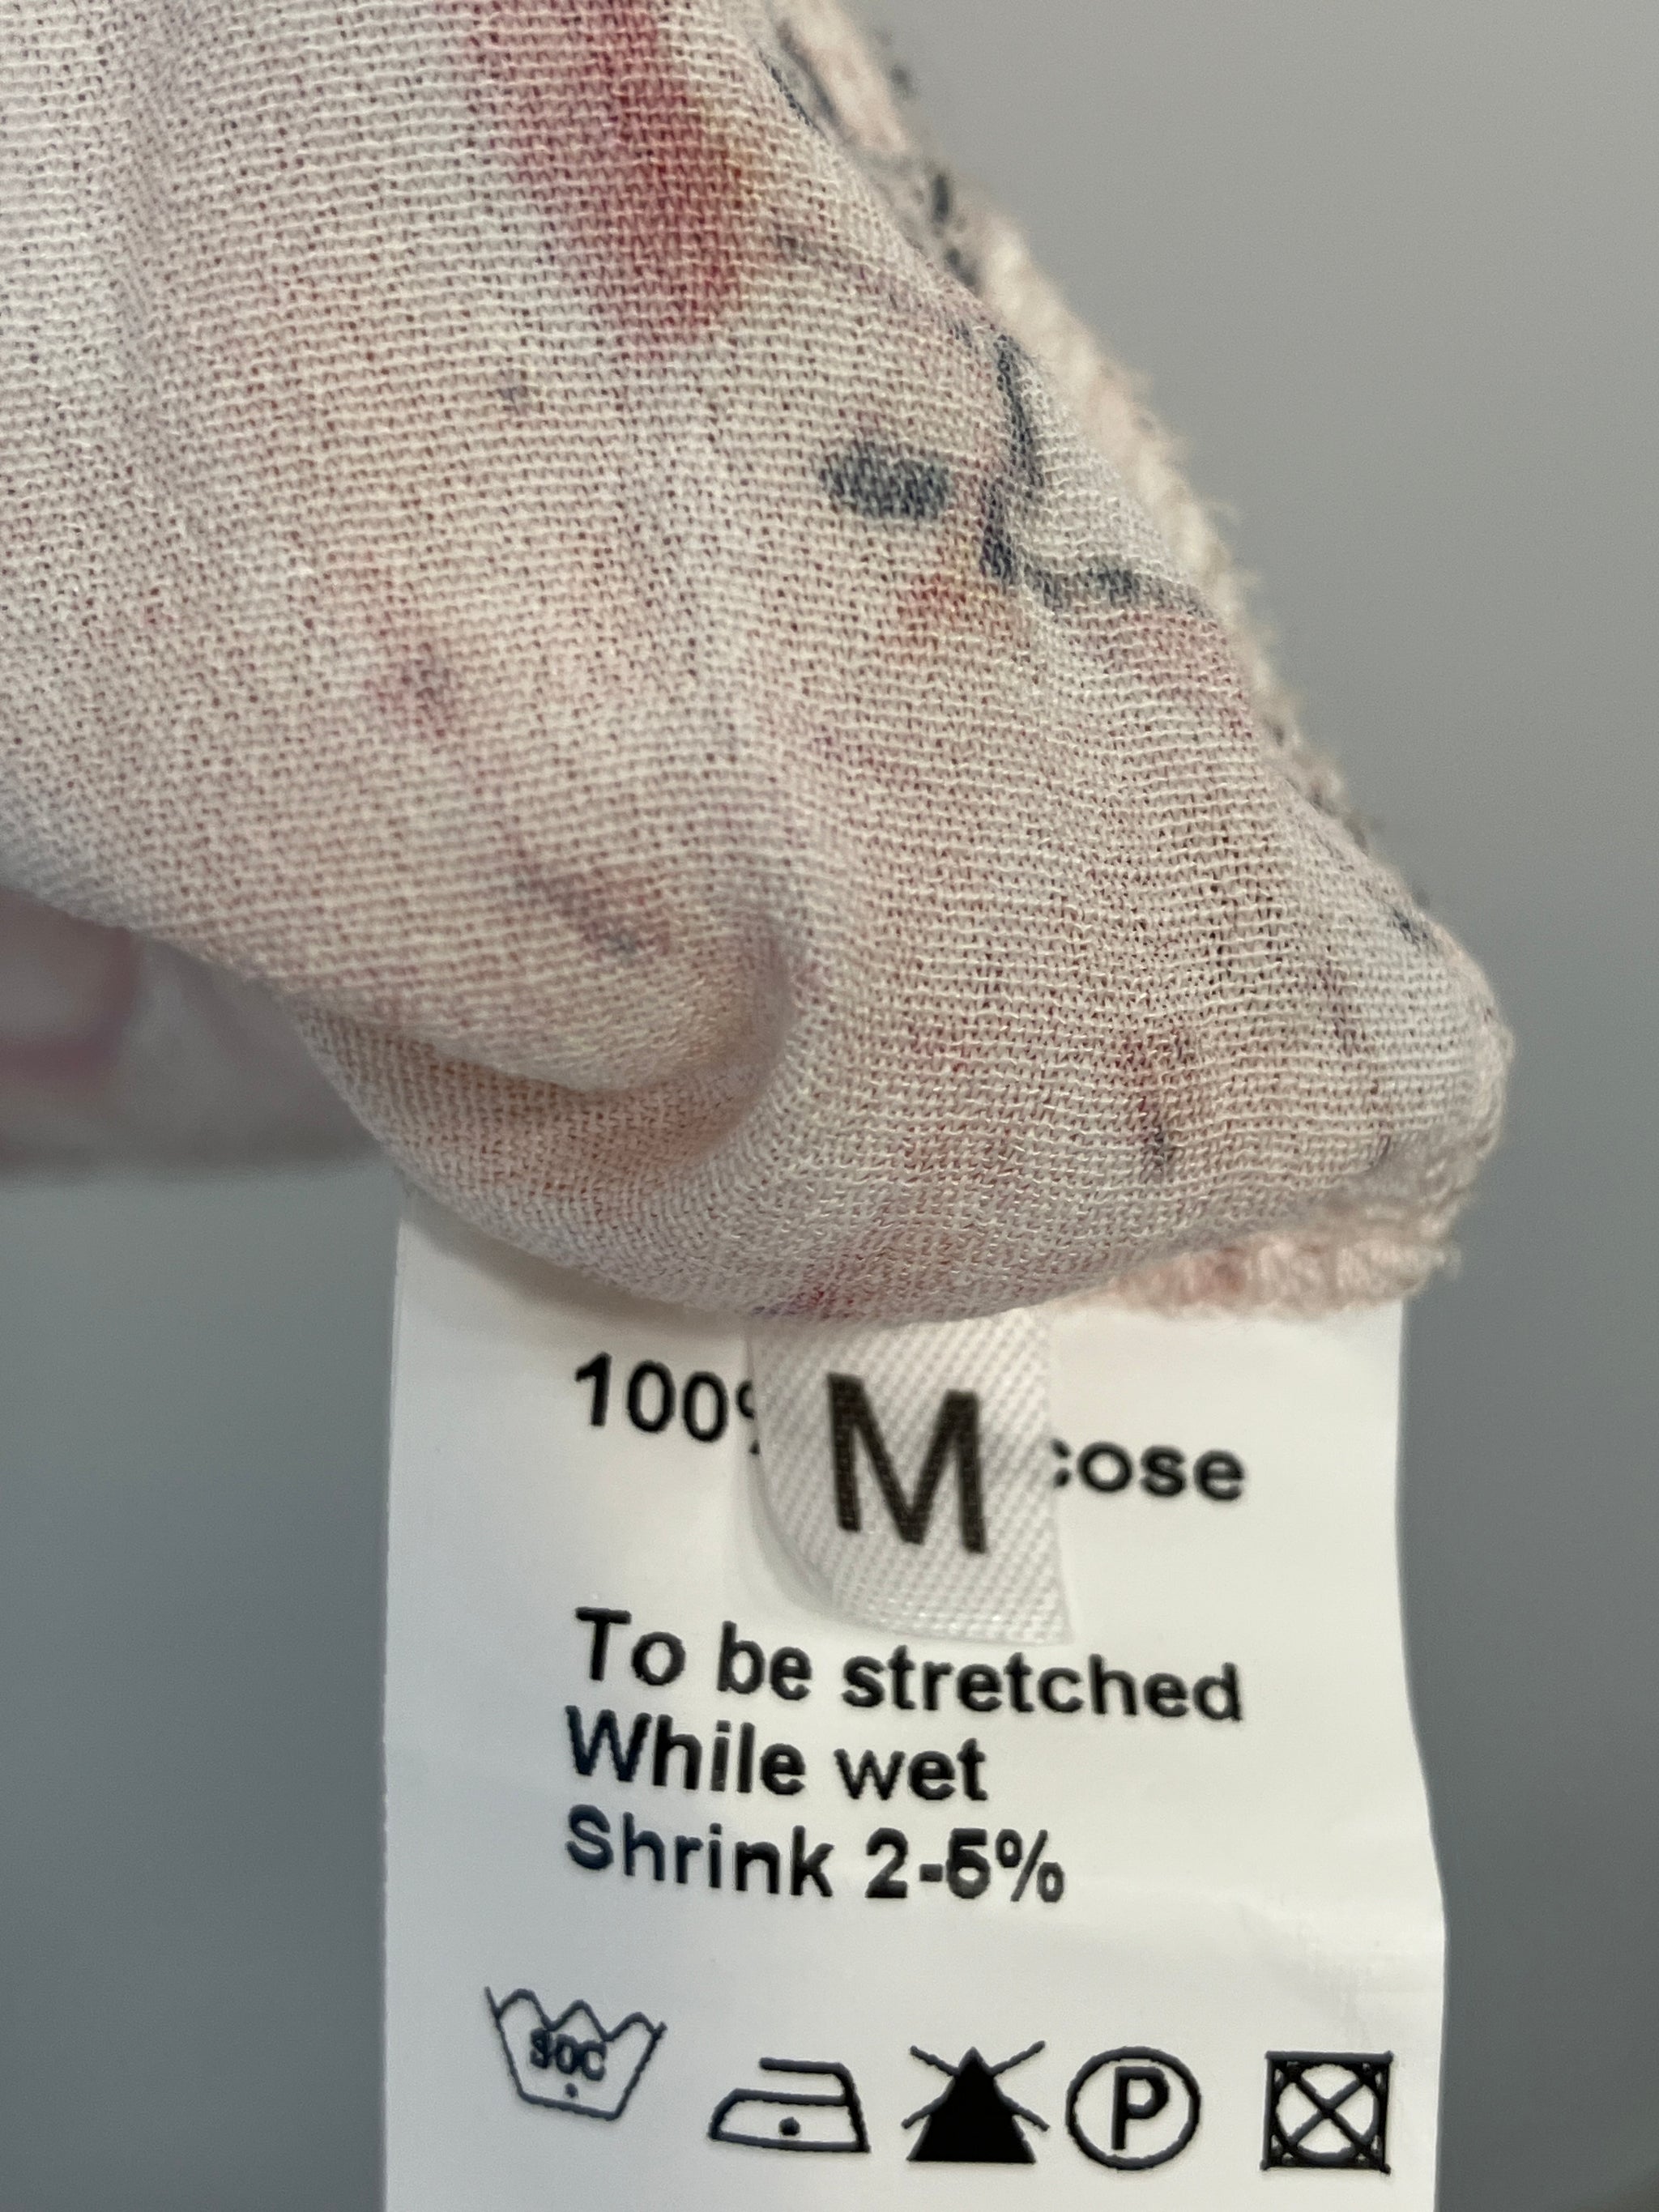 100%
M
cose
To be stretched
While wet
Shrink 2-5%
30C
P